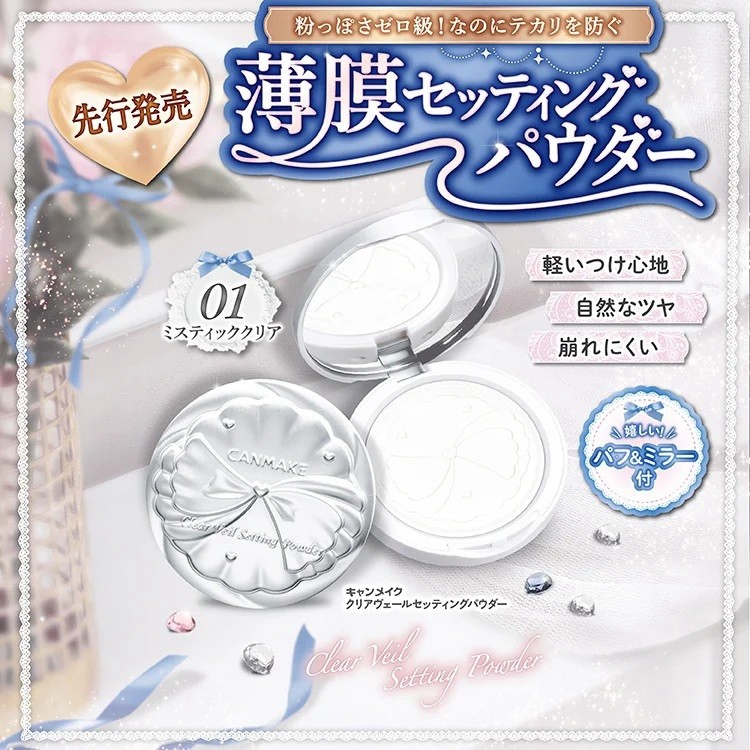 粉っぽさゼロ級！なのにテカリを防ぐ
先行発売
薄膜セッティング
パウダー
01
ミスティッククリア
軽いつけ心地
自然なツヤ
崩れにくい
嬉しい！
パフ&ミラー
付
CANMAKE
Clear Veil Setting Powder
キャンメイク
クリアヴェールセッティングパウダー
Clear Veil
Setting Powder